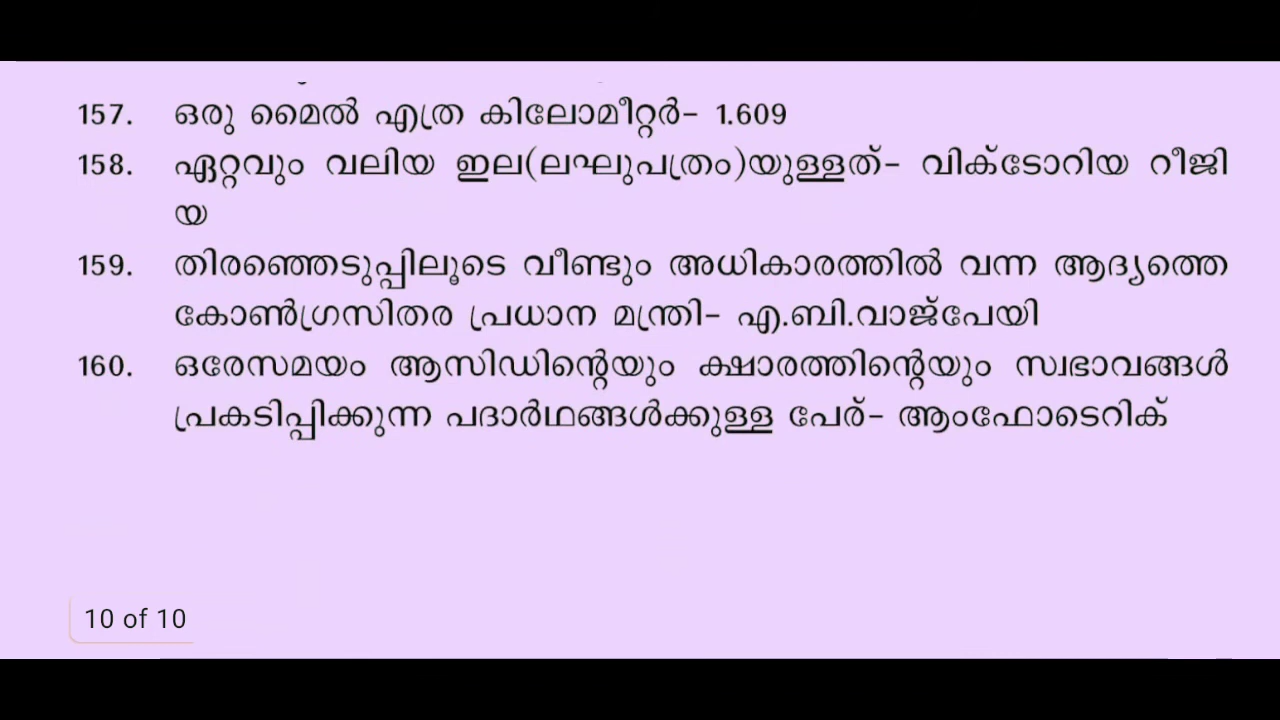 157. ഒരു മൈൽ എത്ര കിലോമീറ്റർ- 1.609
158. ഏറ്റവും വലിയ ഇല(ലഘുപത്രം)യുള്ളത്- വിക്ടോറിയ റീജി
യ
159. തിരഞ്ഞെടുപ്പിലൂടെ വീണ്ടും അധികാരത്തിൽ വന്ന ആദ്യത്തെ
കോൺഗ്രസിതര പ്രധാന മന്ത്രി- എ.ബി.വാജ്പേയി
160. ഒരേസമയം ആസിഡിന്റെയും ക്ഷാരത്തിന്റെയും സ്വഭാവങ്ങൾ
പ്രകടിപ്പിക്കുന്ന പദാർഥങ്ങൾക്കുള്ള പേര്- ആംഫോടെറിക്
10 of 10